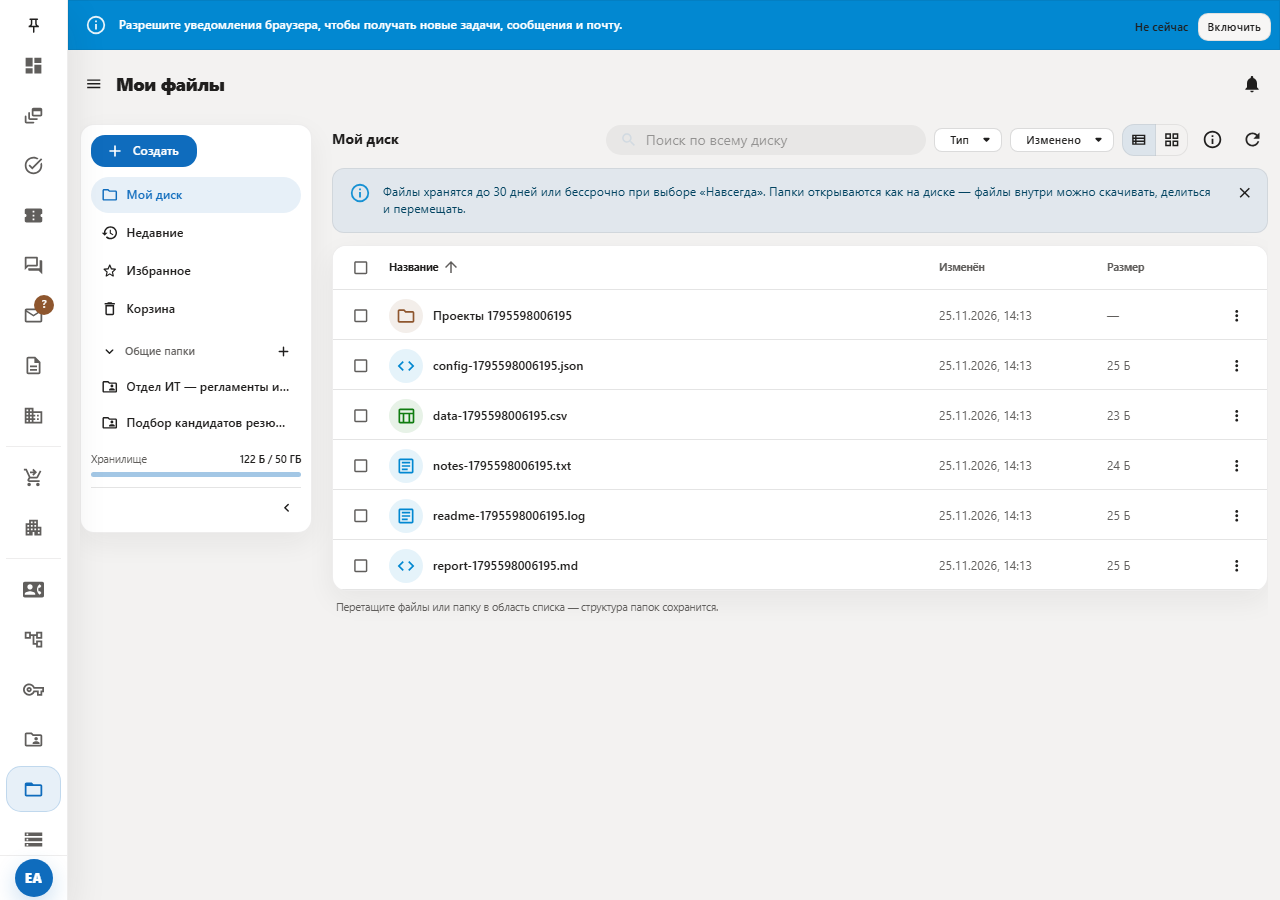 Разрешите уведомления браузера, чтобы получать новые задачи, сообщения и почту.
Не сейчас
Включить
Мои файлы
Создать
Мой диск
Недавние
Избранное
Корзина
Общие папки
Отдел ИТ — регламенты и...
Подбор кандидатов резю...
Хранилище
122 Б / 50 ГБ
Мой диск
Поиск по всему диску
Тип
Изменено
Файлы хранятся до 30 дней или бессрочно при выборе «Навсегда». Папки открываются как на диске — файлы внутри можно скачивать, делиться
и перемещать.
Название
Изменён
Размер
Проекты 1795598006195
25.11.2026, 14:13
—
config-1795598006195.json
25.11.2026, 14:13
25 Б
data-1795598006195.csv
25.11.2026, 14:13
23 Б
notes-1795598006195.txt
25.11.2026, 14:13
24 Б
readme-1795598006195.log
25.11.2026, 14:13
25 Б
report-1795598006195.md
25.11.2026, 14:13
25 Б
Перетащите файлы или папку в область списка — структура папок сохранится.
?
EA